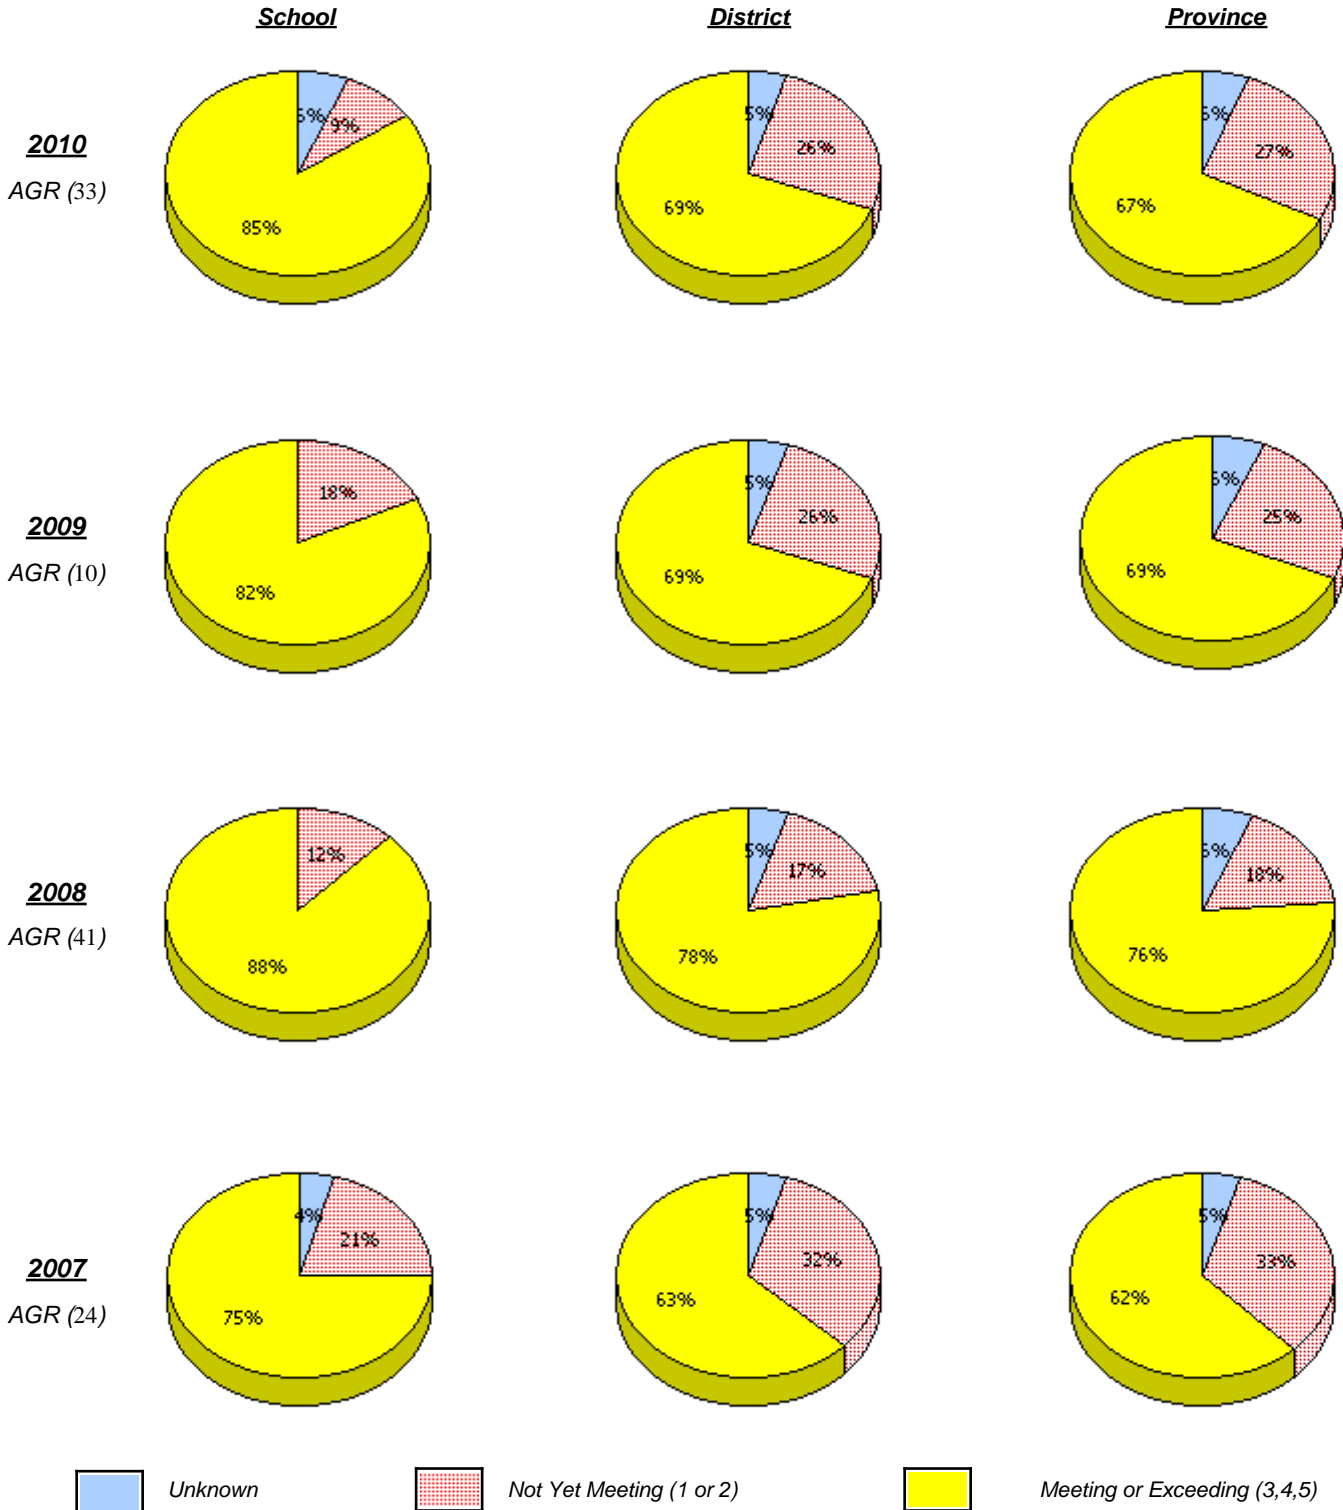 School District Province
2010
AGR (33)
6% 9% 85%
5% 26% 69%
6% 27% 67%
2009
AGR (10)
18% 82%
5% 26% 69%
6% 25% 69%
2008
AGR (41)
12% 88%
5% 17% 78%
6% 18% 76%
2007
AGR (24)
4% 21% 75%
5% 32% 63%
5% 33% 62%
Unknown Not Yet Meeting (1 or 2) Meeting or Exceeding (3,4,5)